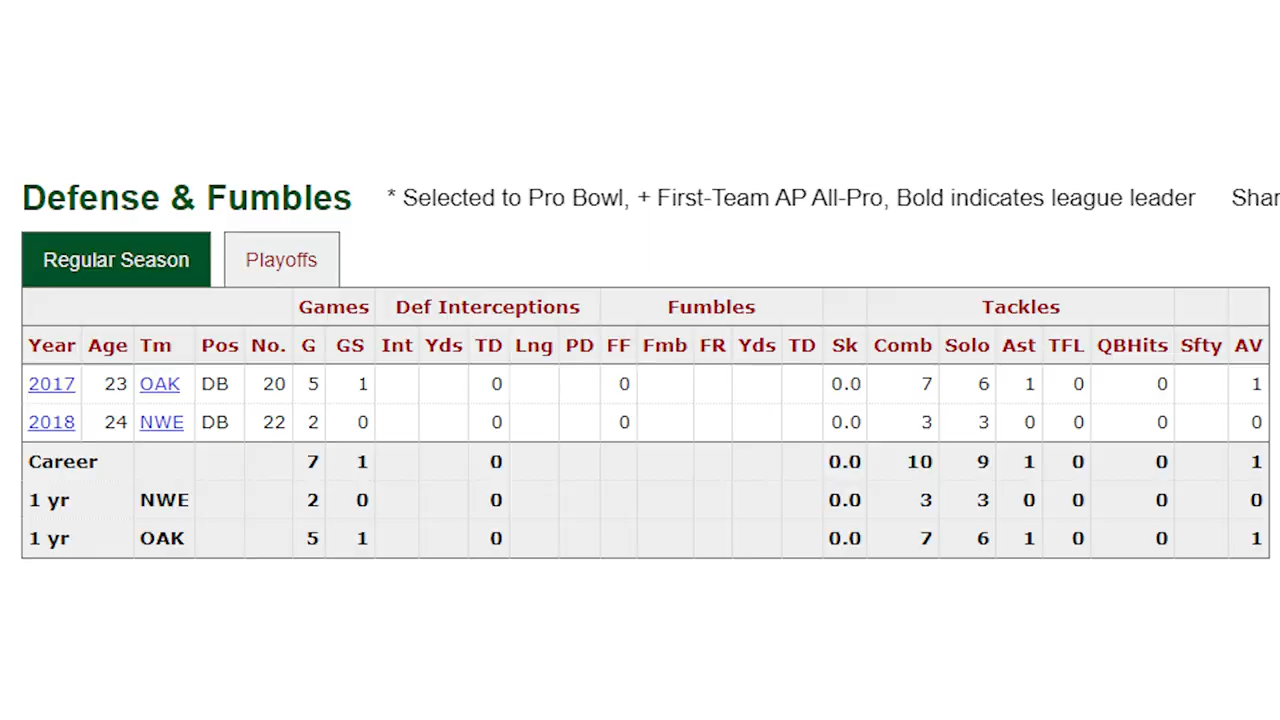 Defense & Fumbles * Selected to Pro Bowl, + First-Team AP All-Pro, Bold indicates league leader Shar
Regular Season Playoffs
Games Def Interceptions Fumbles Tackles
Year Age Tm Pos No. G GS Int Yds TD Lng PD FF Fmb FR Yds TD Sk Comb Solo Ast TFL QBHits Sfty AV
2017 23 OAK DB 20 5 1 0 0 0.0 7 6 1 0 0 1
2018 24 NWE DB 22 2 0 0 0 0.0 3 3 0 0 0 0
Career 7 1 0 0.0 10 9 1 0 0 1
1 yr NWE 2 0 0 0.0 3 3 0 0 0 0
1 yr OAK 5 1 0 0.0 7 6 1 0 0 1